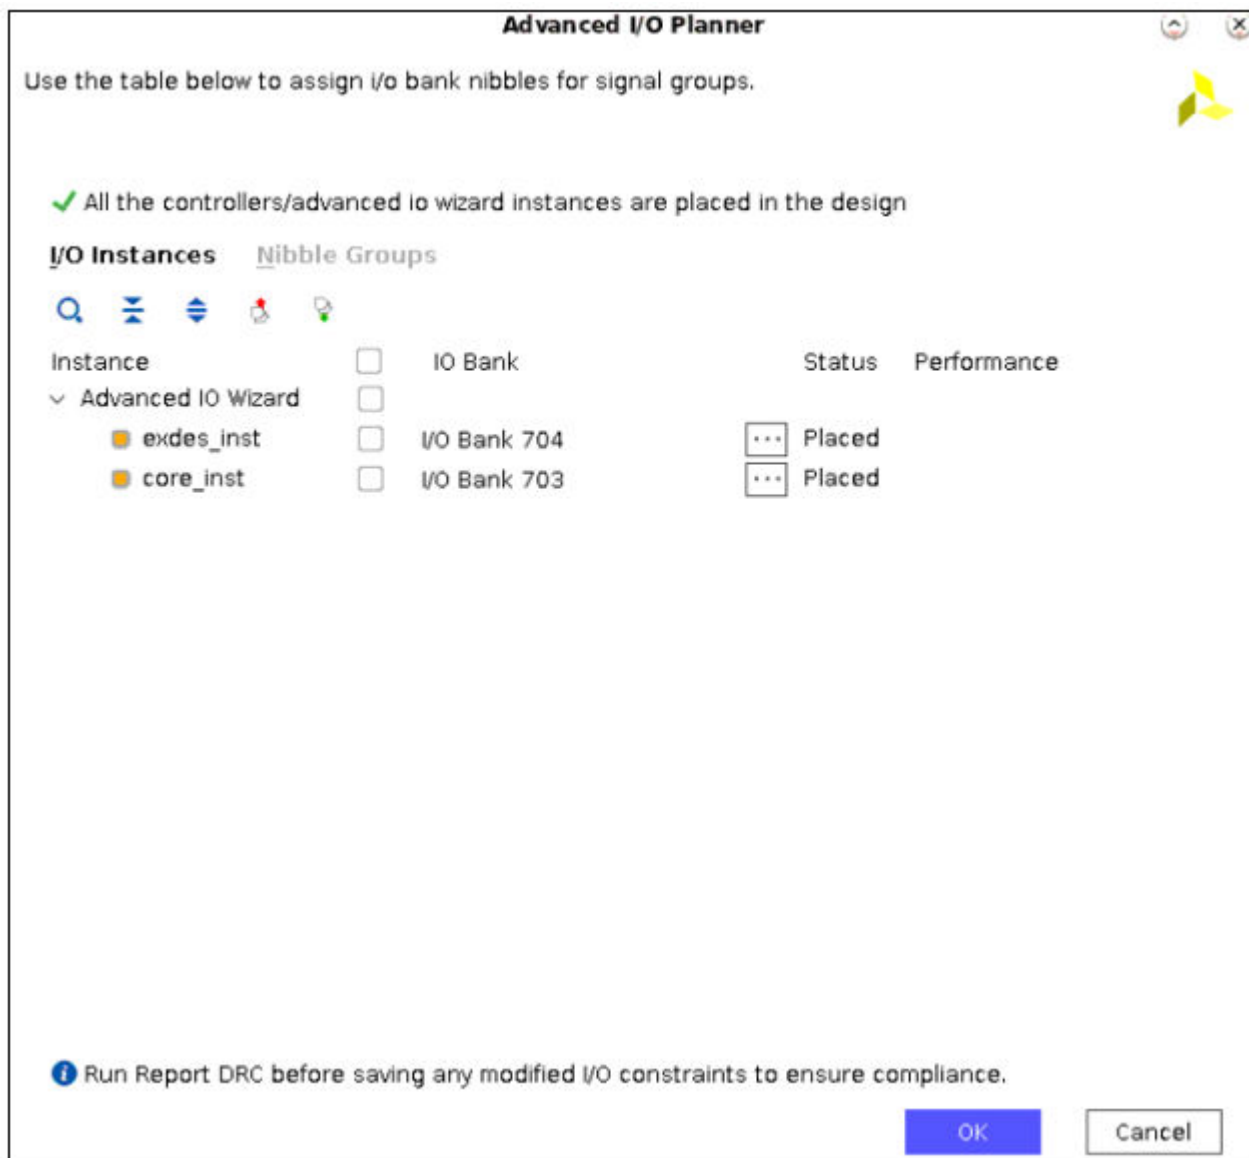 Advanced I/O Planner
Use the table below to assign i/o bank nibbles for signal groups.
All the controllers/advanced io wizard instances are placed in the design
I/O Instances Nibble Groups
Instance IO Bank Status Performance
Advanced IO Wizard
exdes_inst I/O Bank 704 ... Placed
core_inst I/O Bank 703 ... Placed
Run Report DRC before saving any modified I/O constraints to ensure compliance.
OK Cancel